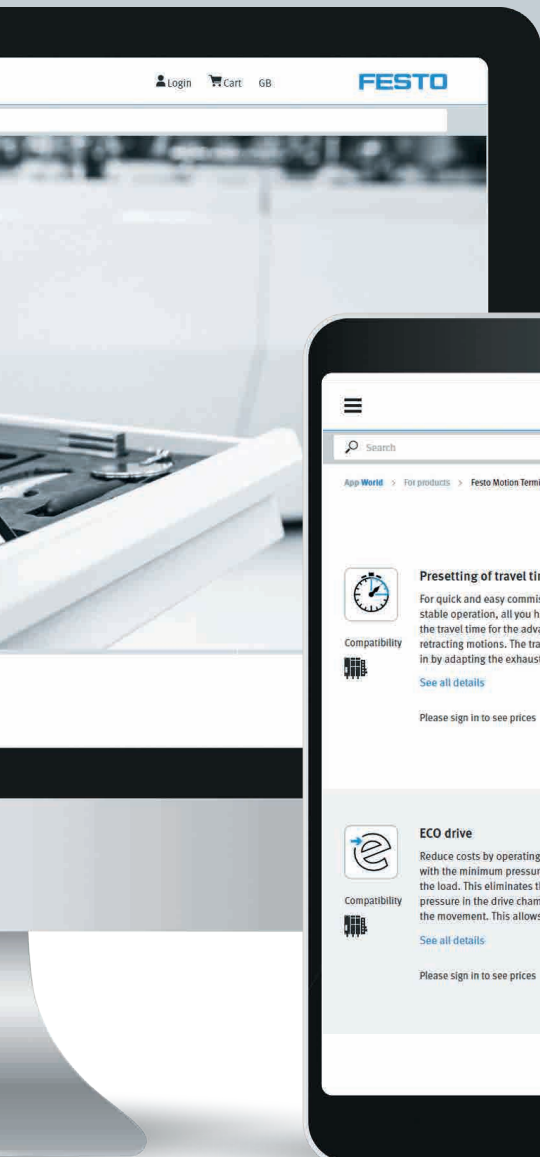 Login Cart GB FESTO
Search
App World > For products > Festo Motion Termi
Presetting of travel tin
For quick and easy commis
stable operation, all you h
the travel time for the adva
retracting motions. The tra
in by adapting the exhaust
See all details
Please sign in to see prices
Compatibility
ECO drive
Reduce costs by operating
with the minimum pressur
the load. This eliminates th
pressure in the drive cham
the movement. This allows
See all details
Please sign in to see prices
Compatibility